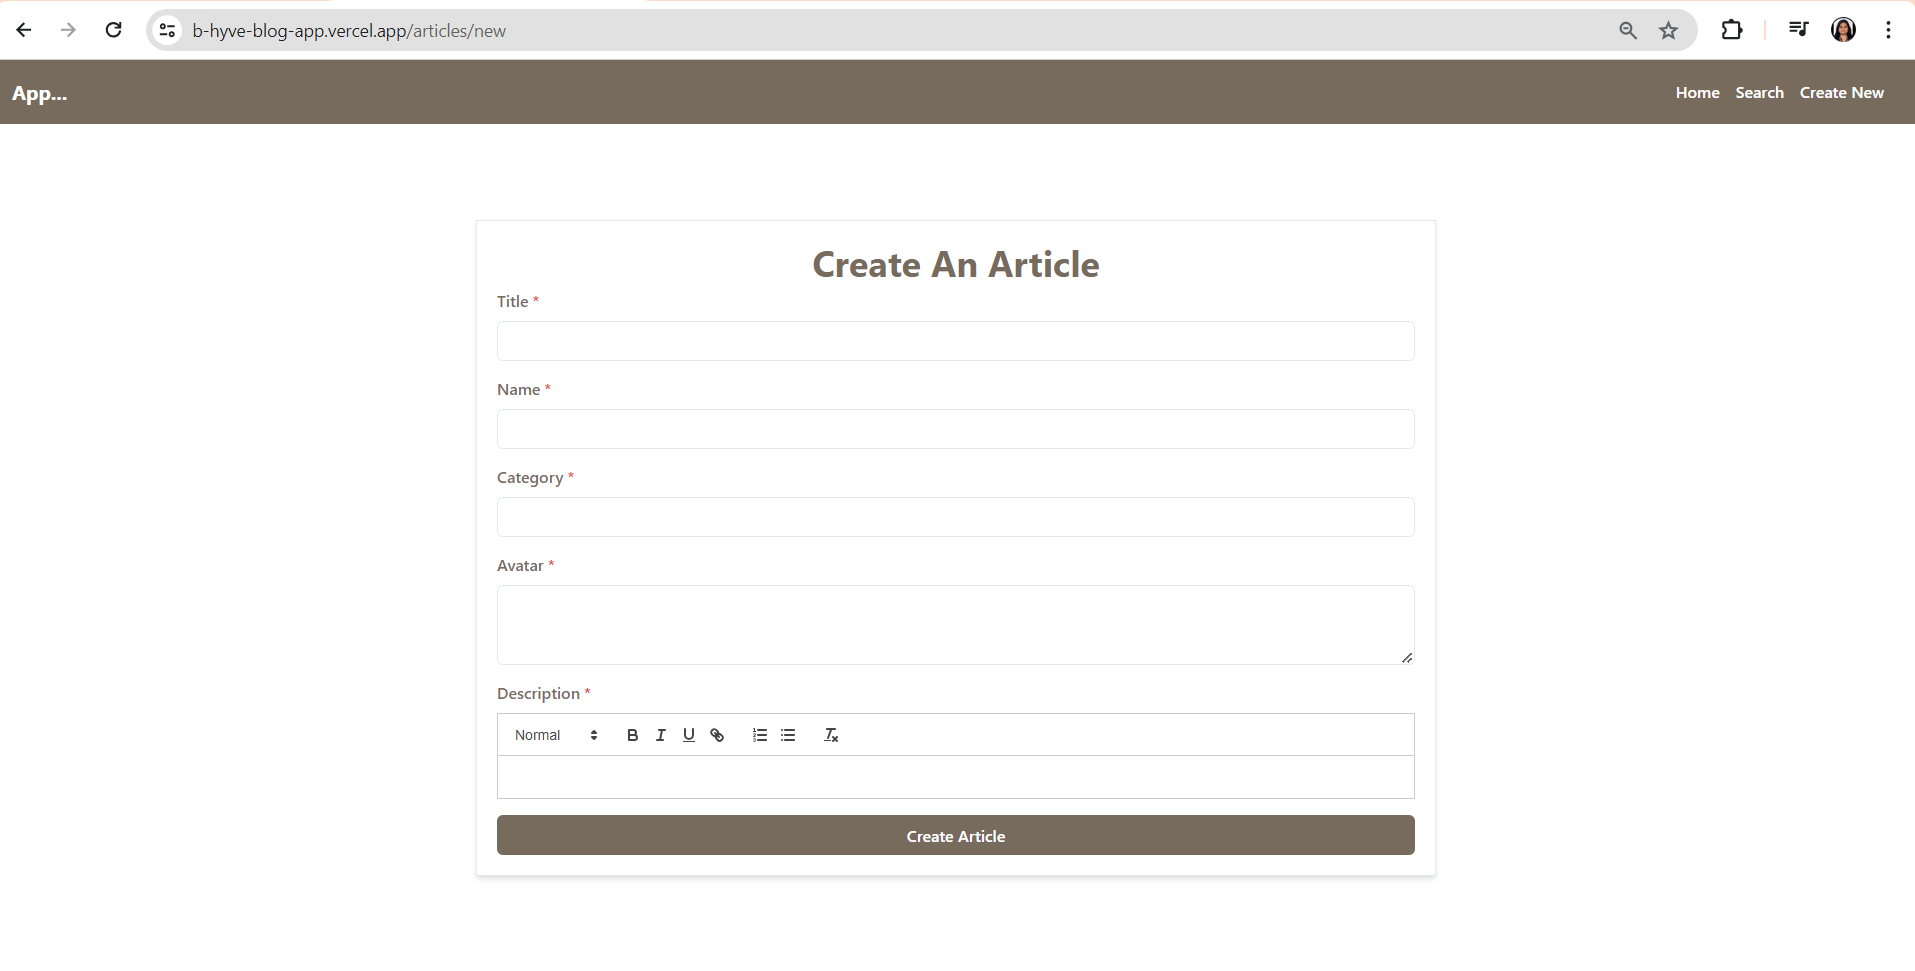 b-hyve-blog-app.vercel.app/articles/new
App...
Home Search Create New
Create An Article
Title *
Name *
Category *
Avatar *
Description *
Normal B I U
Create Article